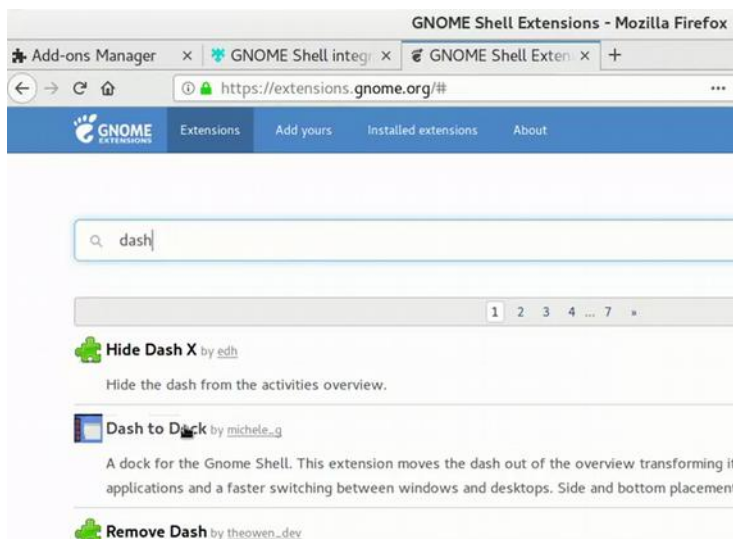 GNOME Shell Extensions - Mozilla Firefox
Add-ons Manager × GNOME Shell integr × GNOME Shell Exten × +
https://extensions.gnome.org/# ...
GNOME EXTENSIONS Extensions Add yours Installed extensions About
dash
1 2 3 4 ... 7 »
Hide Dash X by edh
Hide the dash from the activities overview.
Dash to Dock by michele_g
A dock for the Gnome Shell. This extension moves the dash out of the overview transforming it
applications and a faster switching between windows and desktops. Side and bottom placement
Remove Dash by theowen_dev